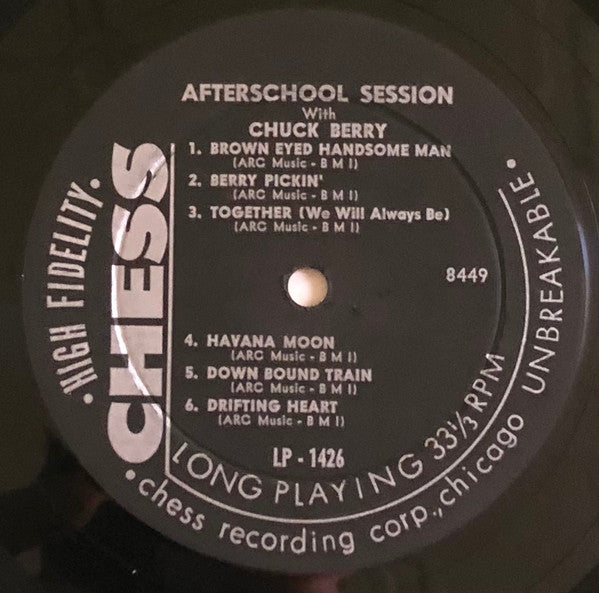 AFTERSCHOOL SESSION
With
CHUCK BERRY
1. BROWN EYED HANDSOME MAN
(ARC Music - B M I)
2. BERRY PICKIN'
(ARC Music - B M I)
3. TOGETHER (We Will Always Be)
(ARC Music - B M I)
8449
4. HAVANA MOON
(ARC Music - B M I)
5. DOWN BOUND TRAIN
(ARC Music - B M I)
6. DRIFTING HEART
(ARC Music - B M I)
LP - 1426
• HIGH FIDELITY •
CHESS
LONG PLAYING 33⅓ RPM
• chess recording corp., chicago UNBREAKABLE •